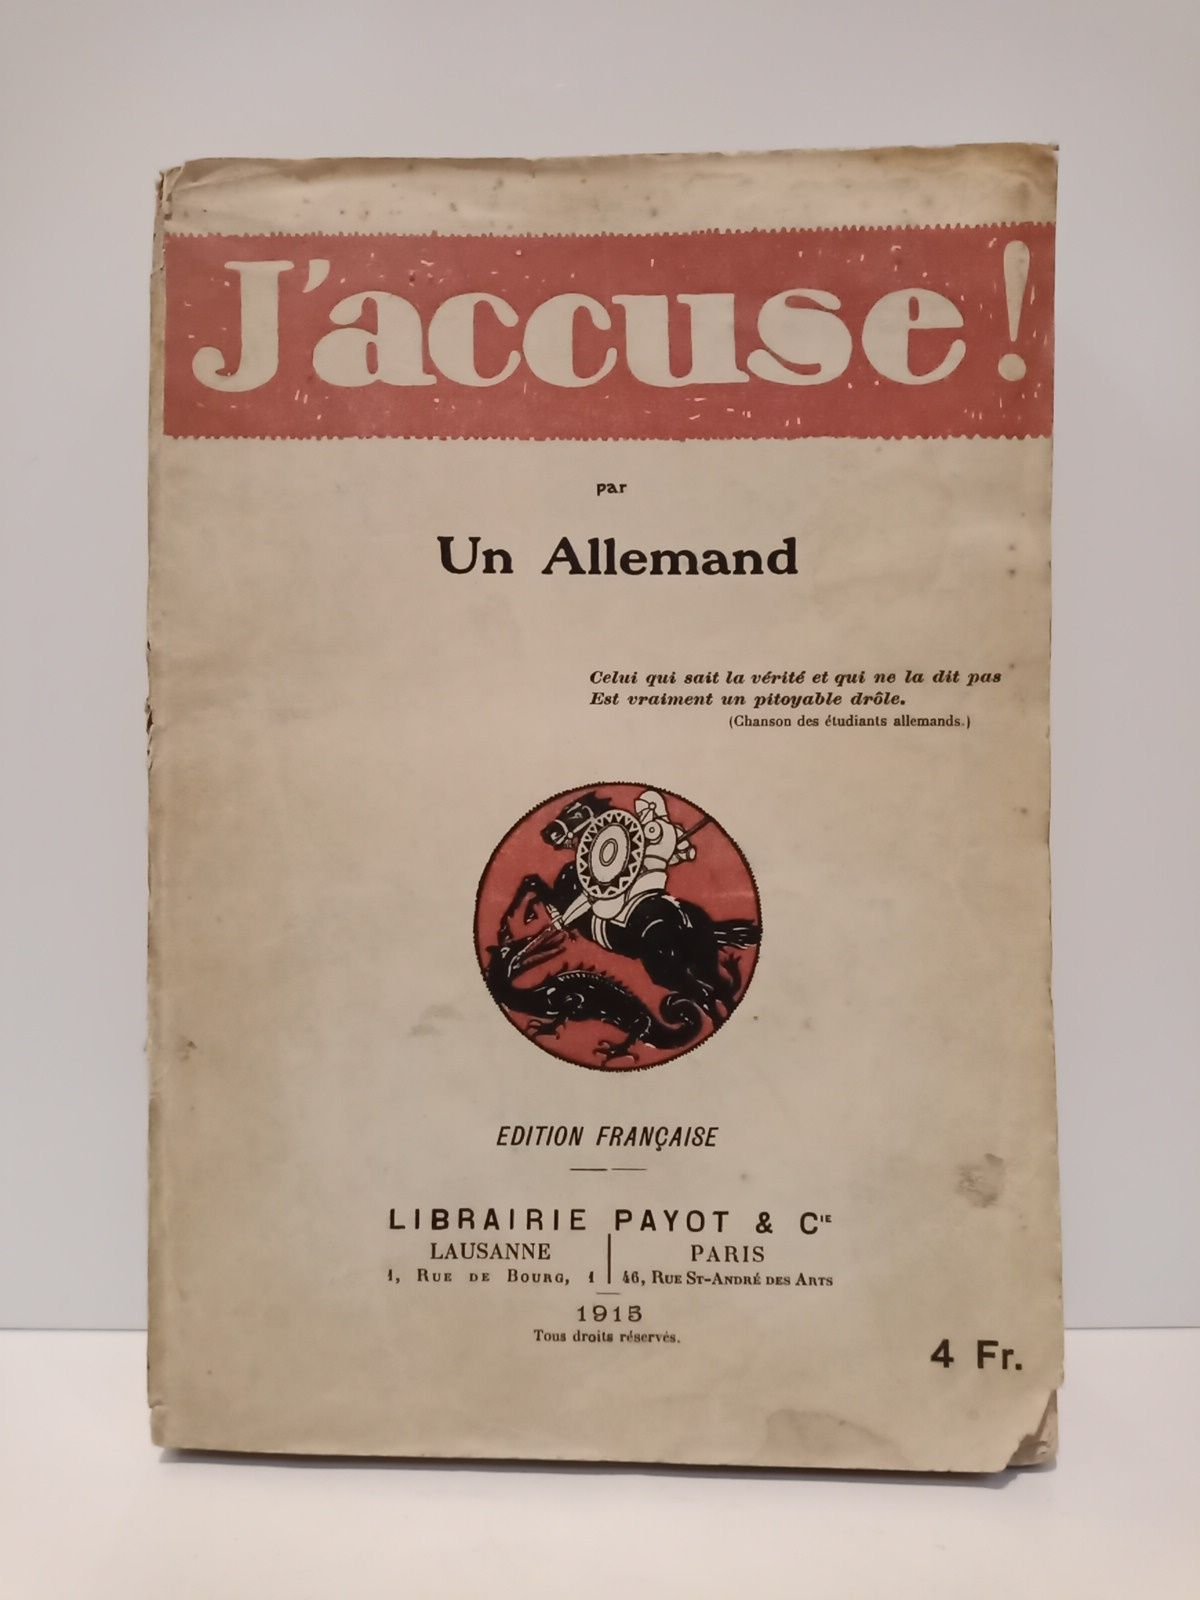 J'accuse!
par
Un Allemand
Celui qui sait la vérité et qui ne la dit pas
Est vraiment un pitoyable drôle.
(Chanson des étudiants allemands.)
EDITION FRANÇAISE
LIBRAIRIE PAYOT & CIE
LAUSANNE PARIS
1, RUE DE BOURG, 1 46, RUE ST-ANDRÉ DES ARTS
1915
Tous droits réservés.
4 Fr.